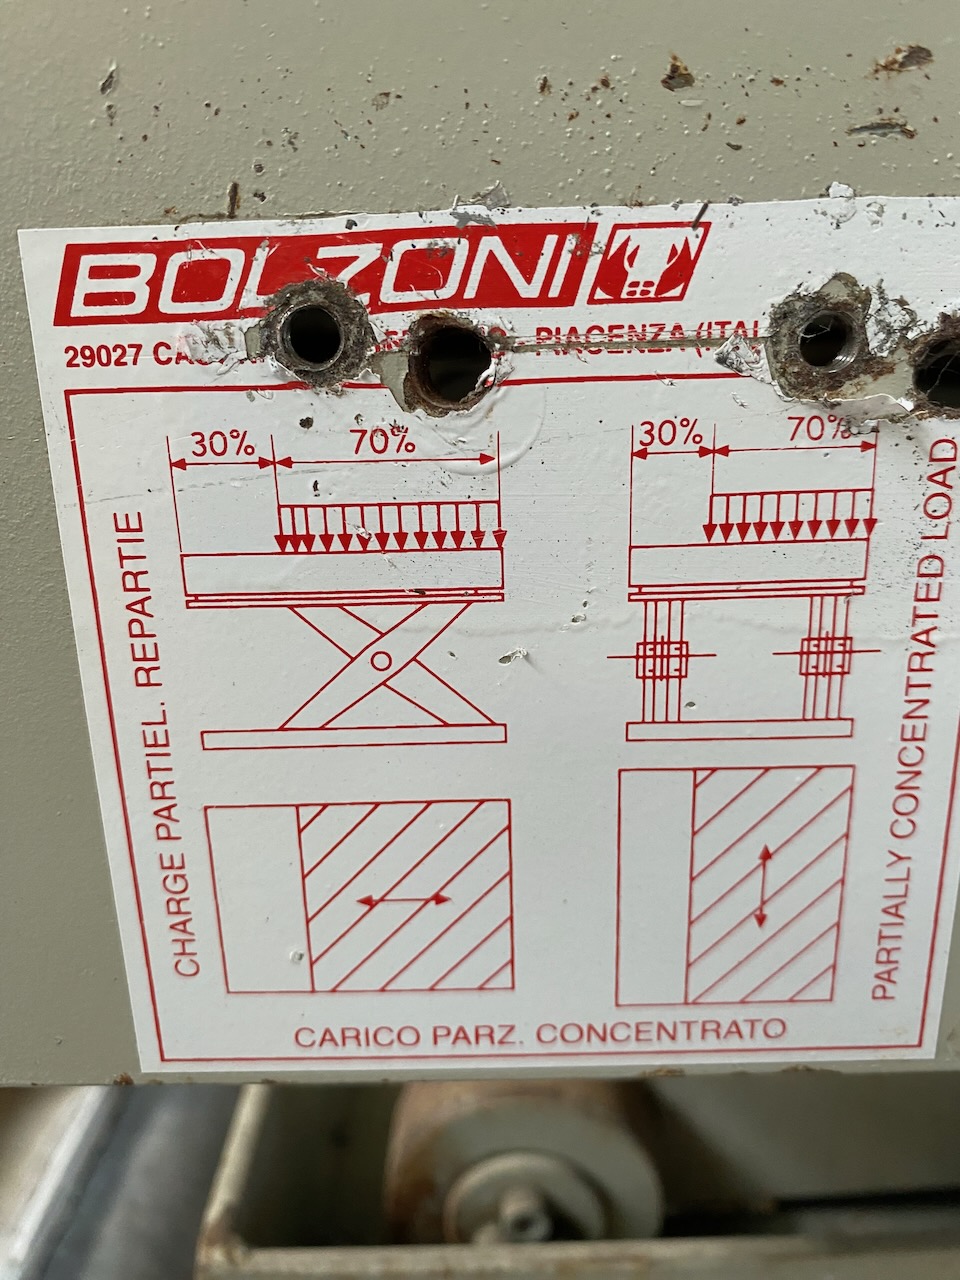 BOLZONI
29027 PIACENZA
30% 70%
30% 70%
CHARGE PARTIEL. REPARTIE
PARTIALLY CONCENTRATED LOAD
CARICO PARZ. CONCENTRATO